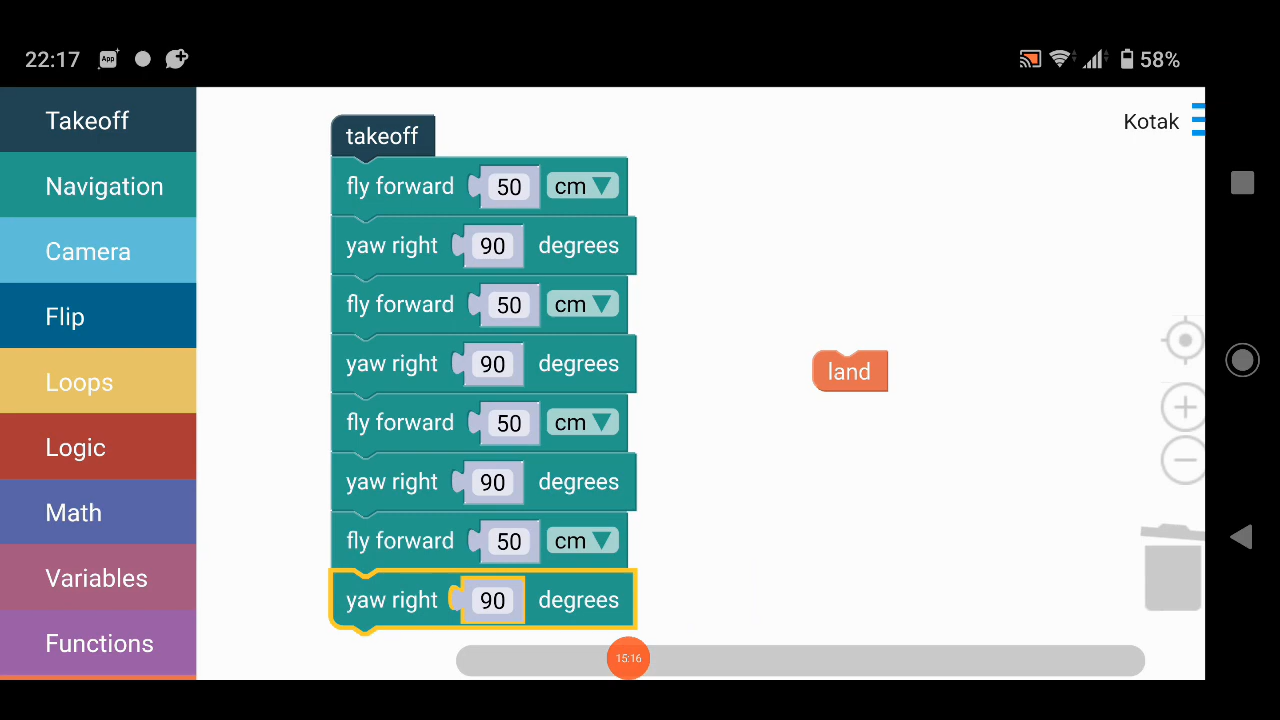 22:17
App
58%
Takeoff
Navigation
Camera
Flip
Loops
Logic
Math
Variables
Functions
Kotak
takeoff
fly forward 50 cm
yaw right 90 degrees
fly forward 50 cm
yaw right 90 degrees
fly forward 50 cm
yaw right 90 degrees
fly forward 50 cm
yaw right 90 degrees
land
15:16